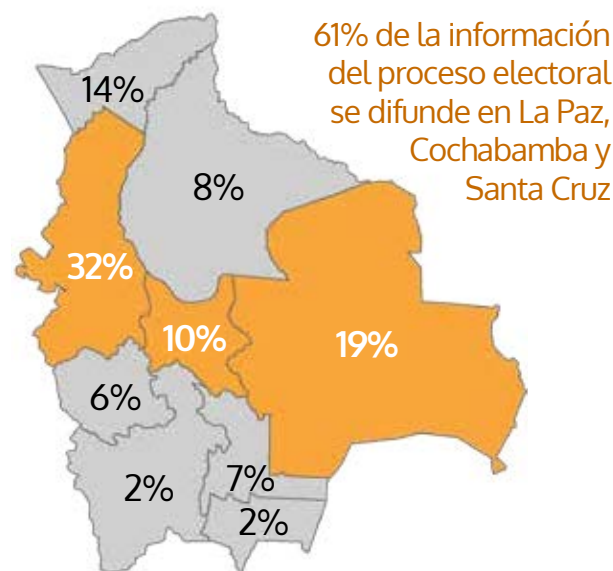 61% de la información
del proceso electoral
se difunde en La Paz,
Cochabamba y
Santa Cruz
14%
8%
32%
10%
19%
6%
2%
7%
2%